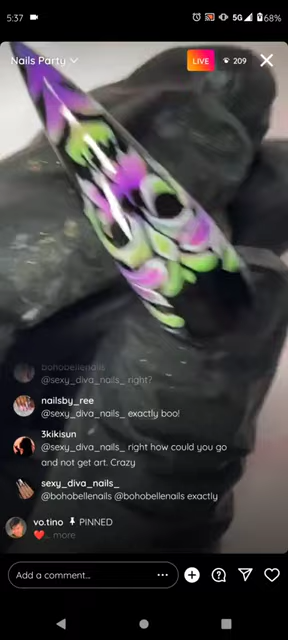 5:37
5G 68%
Nails Party
LIVE
209
bohobellenails
@sexy_diva_nails_ right?
nailsby_ree
@sexy_diva_nails_ exactly boo!
3kikisun
@sexy_diva_nails_ right how could you go
and not get art. Crazy
sexy_diva_nails_
@bohobellenails @bohobellenails exactly
vo.tino PINNED
❤️... more
Add a comment...